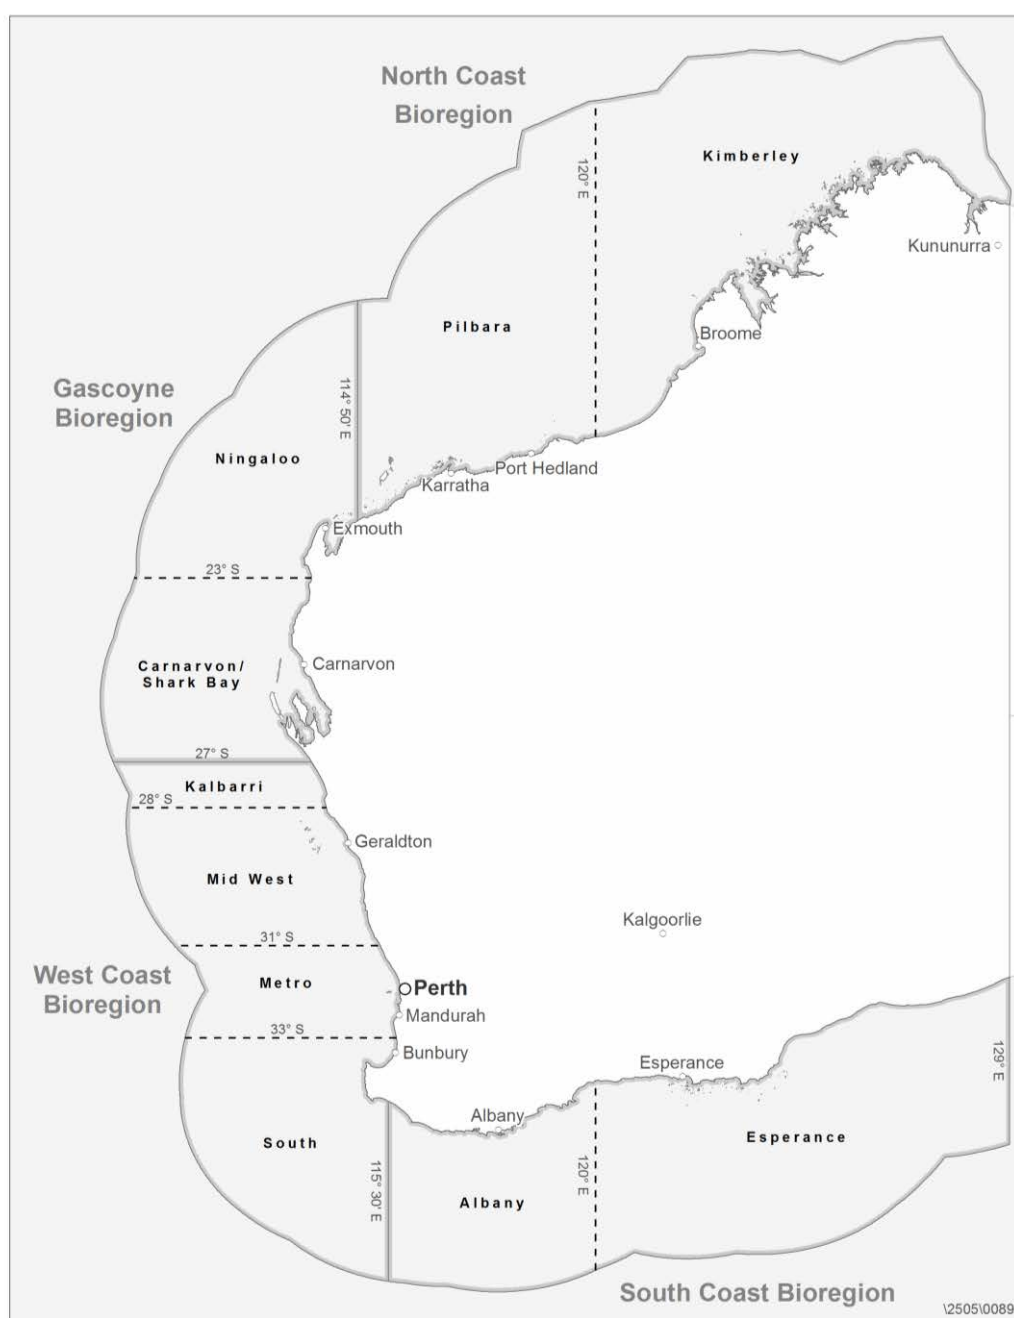 North Coast
Bioregion
Kimberley
120° E
Kununurra
Pilbara
Broome
Gascoyne
Bioregion
114° 50' E
Ningaloo
Port Hedland
Karratha
Exmouth
23° S
Carnarvon/
Shark Bay
Carnarvon
27° S
Kalbarri
28° S
Geraldton
Mid West
Kalgoorlie
31° S
West Coast
Bioregion
Metro
Perth
Mandurah
33° S
Bunbury
Esperance
129° E
Albany
South
Esperance
115° 30' E
120° E
Albany
South Coast Bioregion
\2505\0089